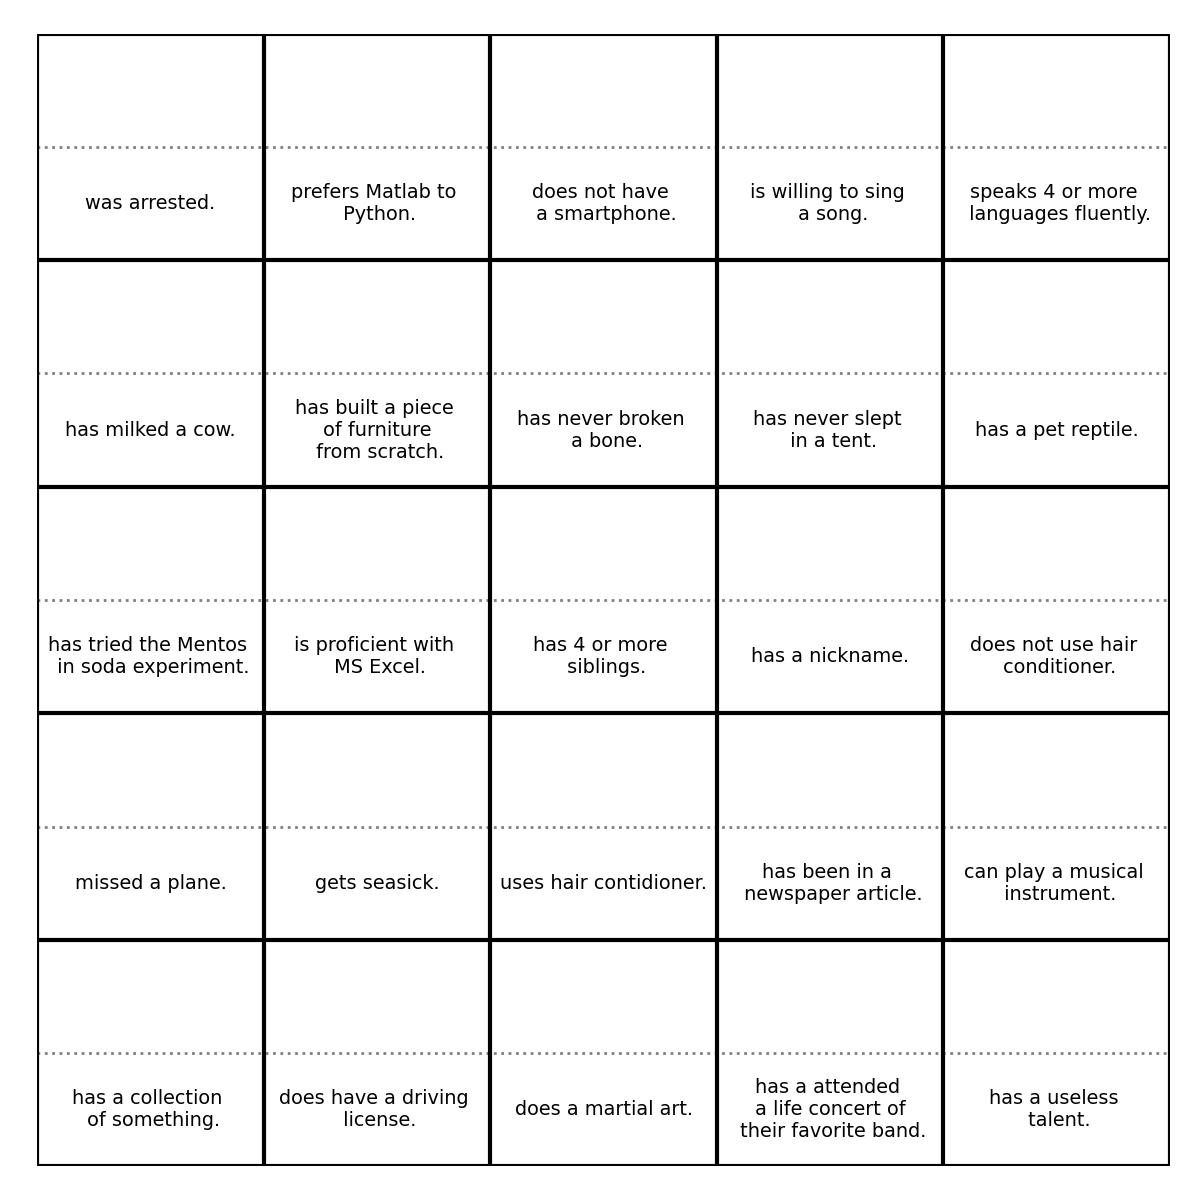 was arrested.
prefers Matlab to
Python.
does not have
a smartphone.
is willing to sing
a song.
speaks 4 or more
languages fluently.
has milked a cow.
has built a piece
of furniture
from scratch.
has never broken
a bone.
has never slept
in a tent.
has a pet reptile.
has tried the Mentos
in soda experiment.
is proficient with
MS Excel.
has 4 or more
siblings.
has a nickname.
does not use hair
conditioner.
missed a plane.
gets seasick.
uses hair contidioner.
has been in a
newspaper article.
can play a musical
instrument.
has a collection
of something.
does have a driving
license.
does a martial art.
has a attended
a life concert of
their favorite band.
has a useless
talent.